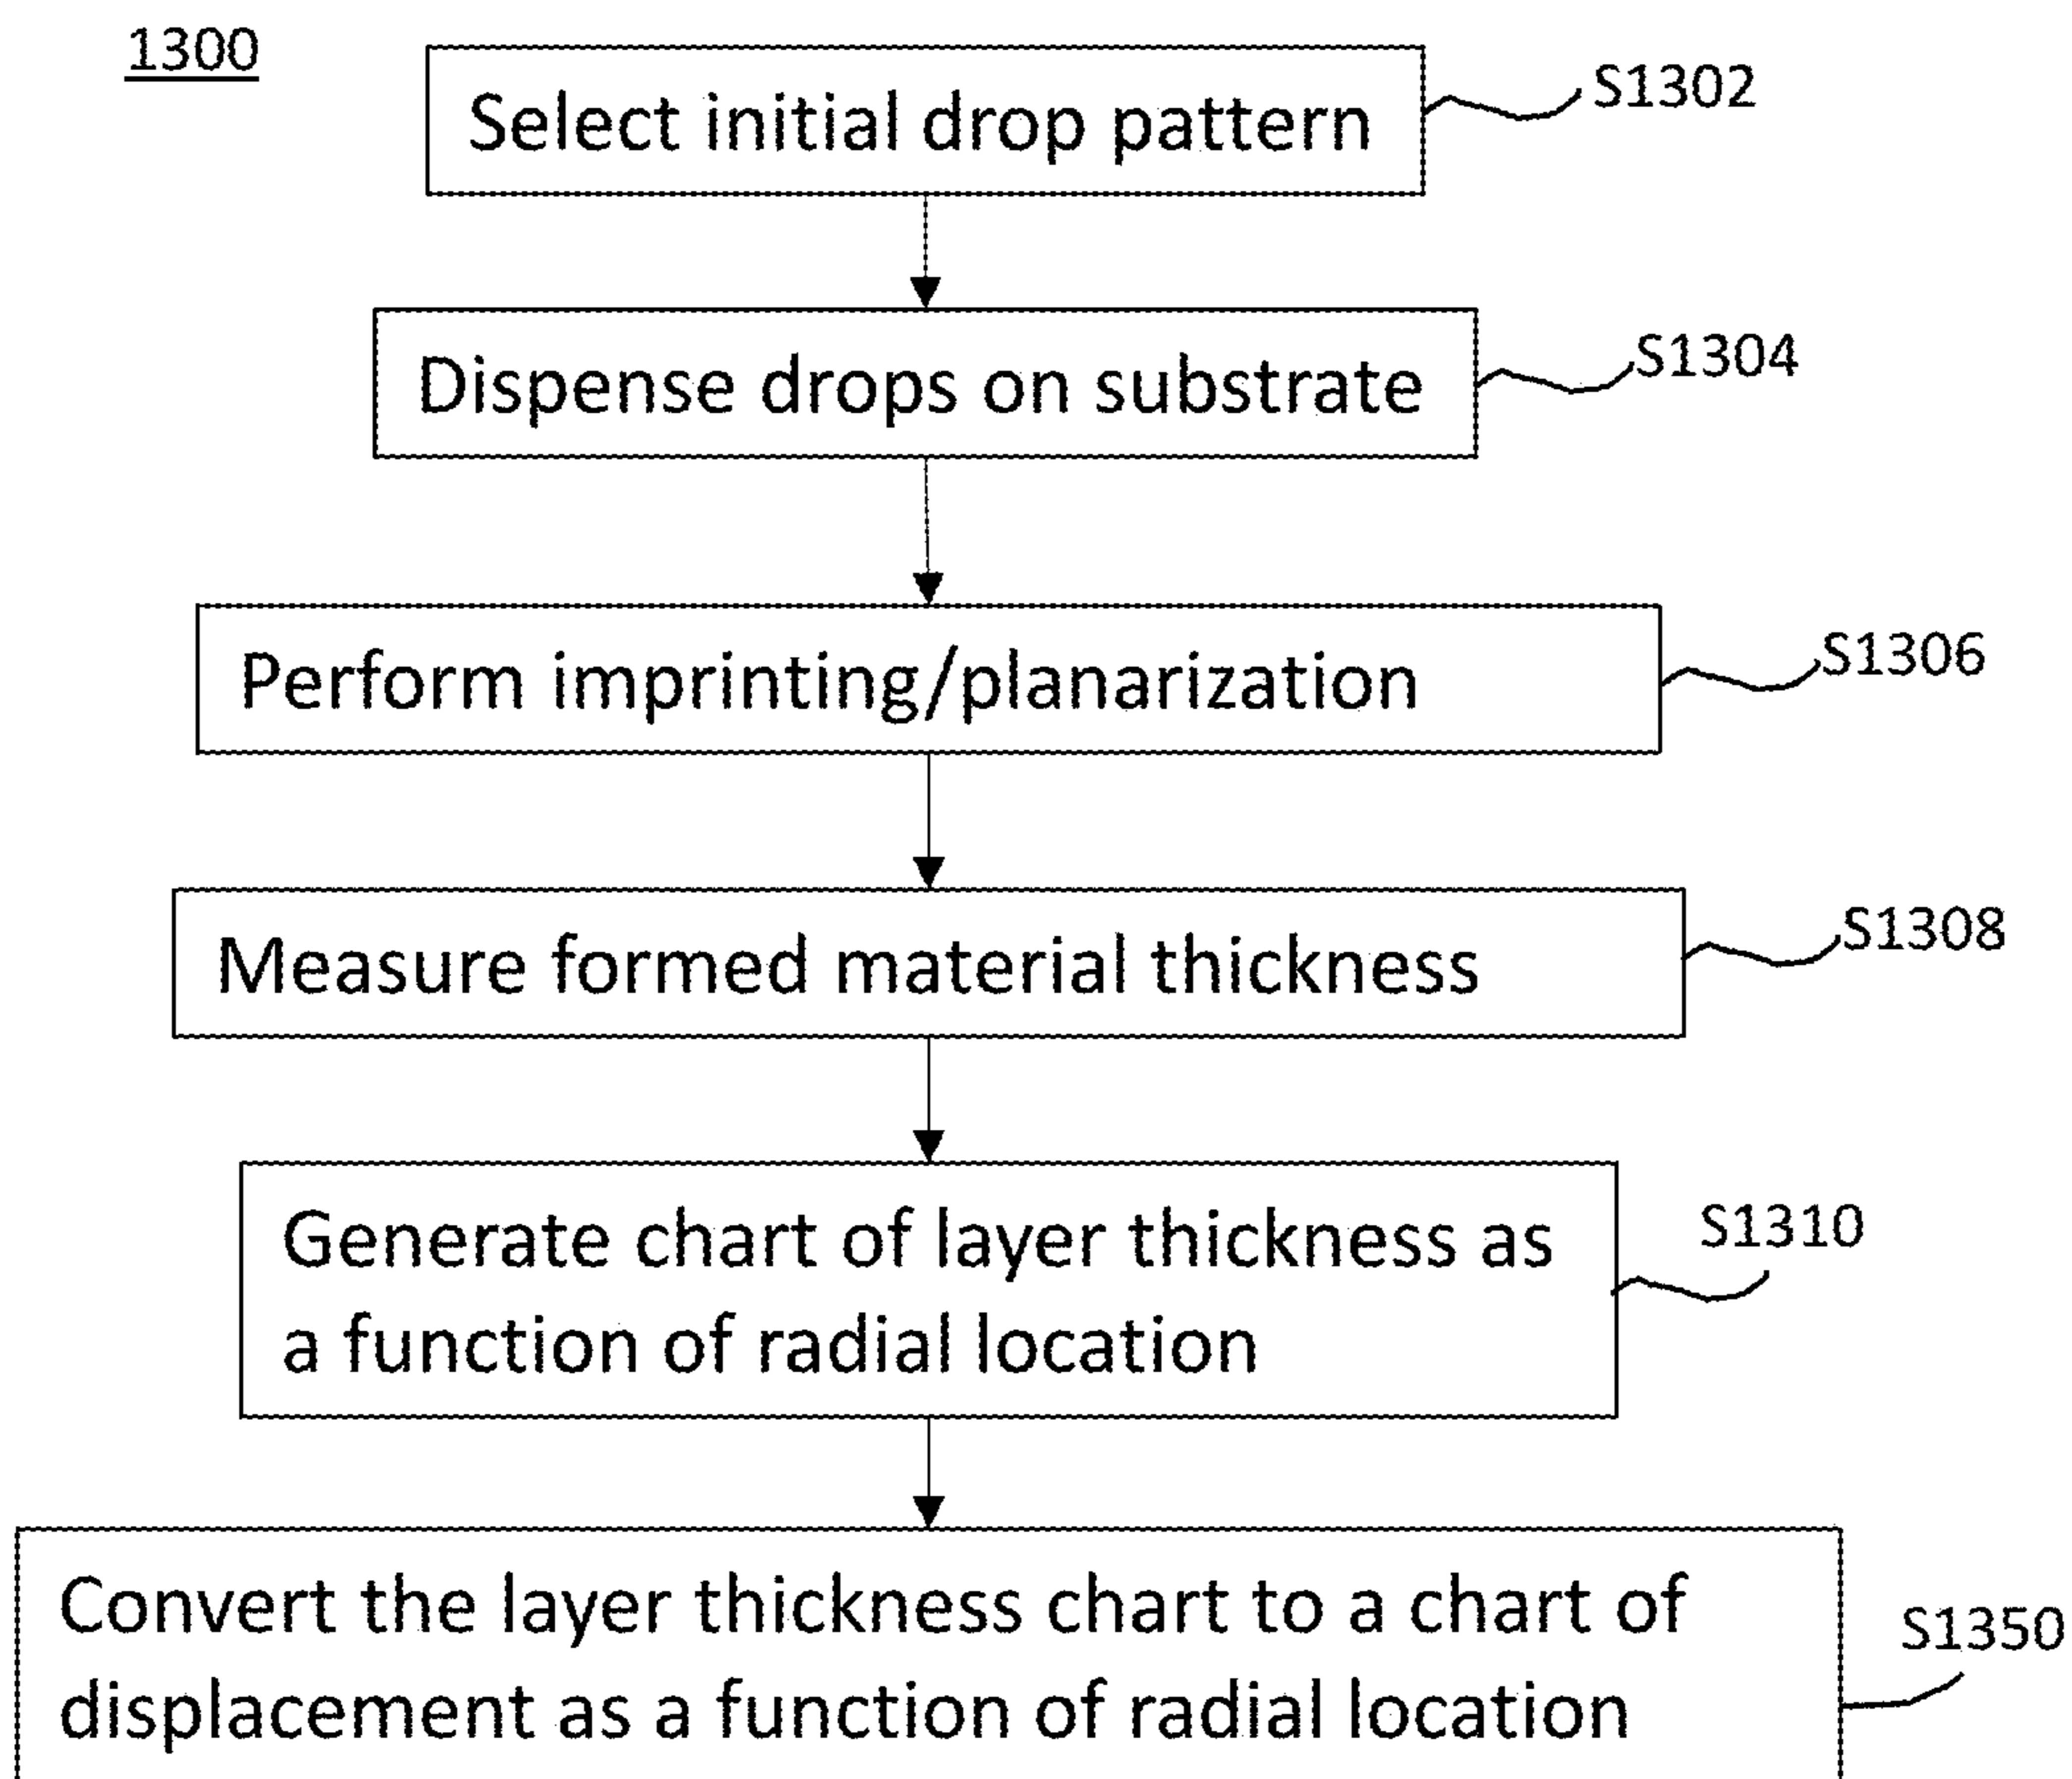 1300
Select initial drop pattern
S1302
Dispense drops on substrate
S1304
Perform imprinting/planarization
S1306
Measure formed material thickness
S1308
Generate chart of layer thickness as
a function of radial location
S1310
Convert the layer thickness chart to a chart of
displacement as a function of radial location
S1350